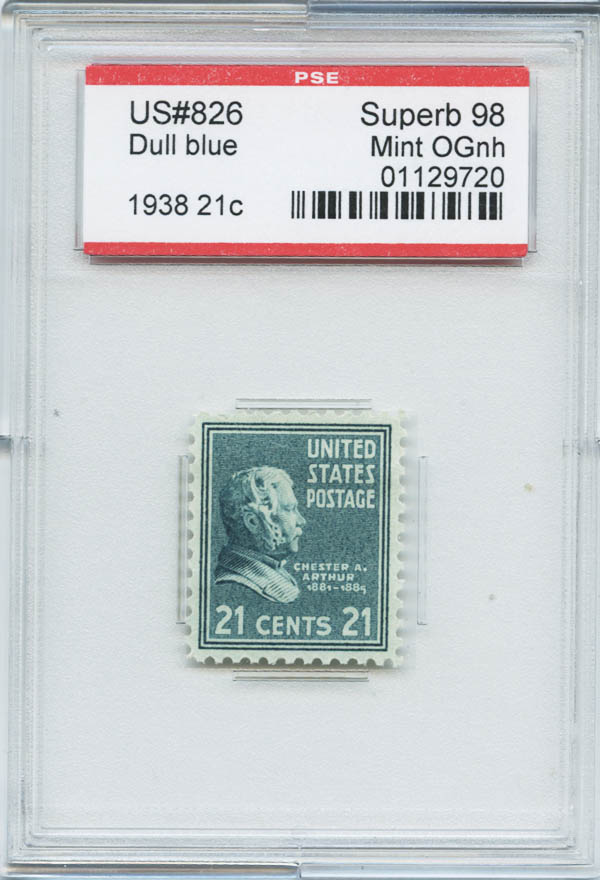 PSE
US#826 Superb 98
Dull blue Mint OGnh
01129720
1938 21c
UNITED
STATES
POSTAGE
CHESTER A.
ARTHUR
1881-1885
21 CENTS 21